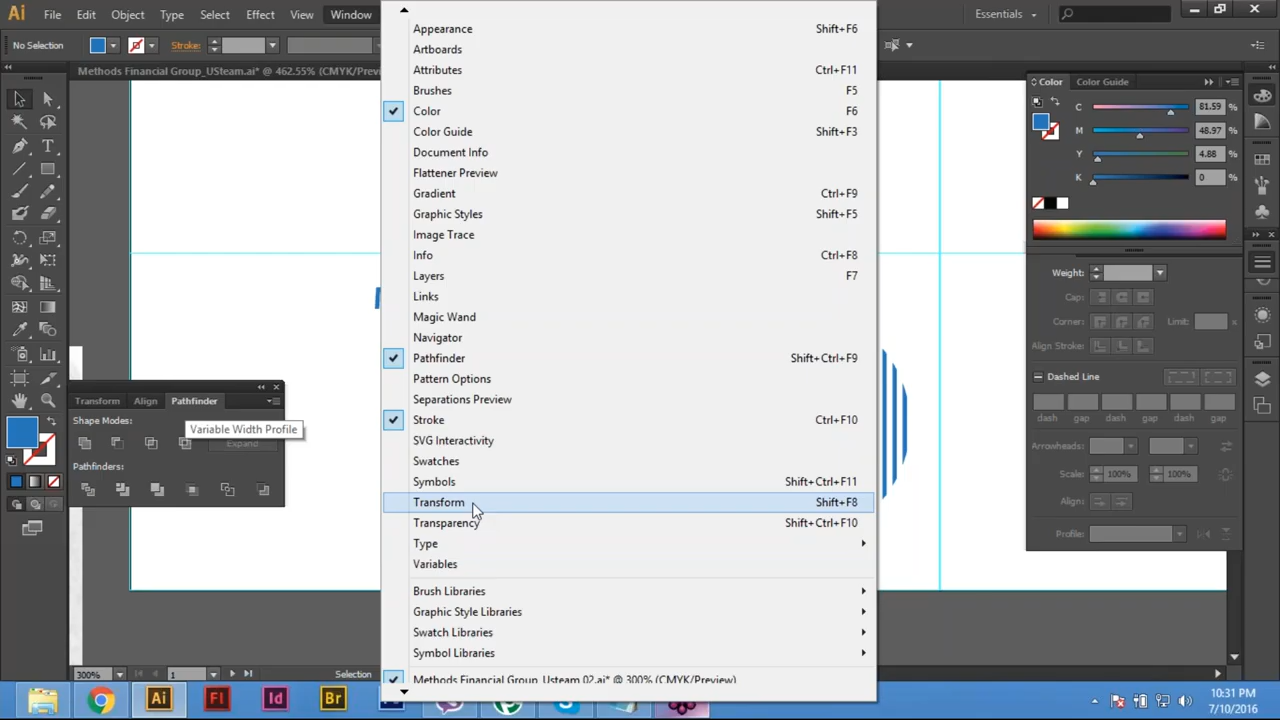 Ai File Edit Object Type Select Effect View Window Essentials
No Selection Stroke:
Methods Financial Group_USteam.ai* @ 462.55% (CMYK/Previ
Appearance Shift+F6
Artboards
Attributes Ctrl+F11
Brushes F5
Color F6
Color Guide Shift+F3
Document Info
Flattener Preview
Gradient Ctrl+F9
Graphic Styles Shift+F5
Image Trace
Info Ctrl+F8
Layers F7
Links
Magic Wand
Navigator
Pathfinder Shift+Ctrl+F9
Pattern Options
Separations Preview
Stroke Ctrl+F10
SVG Interactivity
Swatches
Symbols Shift+Ctrl+F11
Transform Shift+F8
Transparency Shift+Ctrl+F10
Type
Variables
Brush Libraries
Graphic Style Libraries
Swatch Libraries
Symbol Libraries
Methods Financial Group_Usteam 02.ai* @ 300% (CMYK/Preview)
Color Color Guide
C 81.59 %
M 48.97 %
Y 4.88 %
K 0 %
Weight:
Cap:
Corners: Limit: x
Align Stroke:
Dashed Line
dash gap dash gap dash gap
Arrowheads:
Scale: 100% 100%
Align:
Profile:
Transform Align Pathfinder
Shape Modes:
Variable Width Profile
Expand
Pathfinders:
300% 1 Selection
Ai Fl Id Br
10:31 PM
7/10/2016